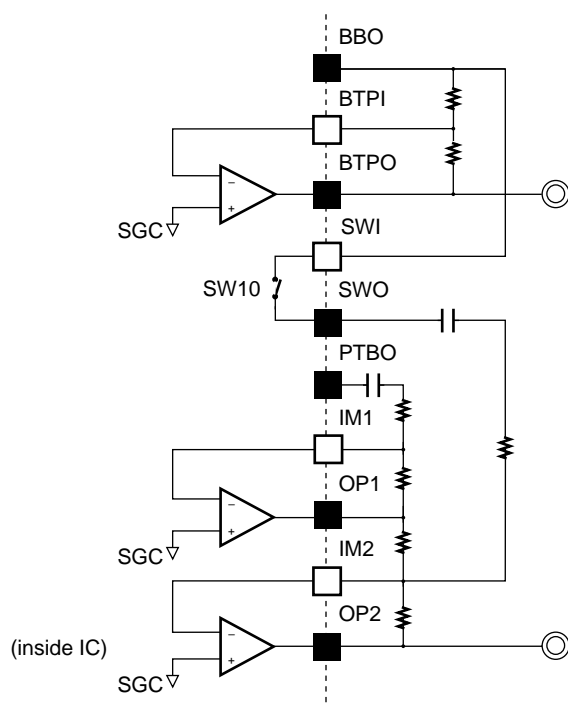 BBO
BTPI
BTPO
−
+
SGC
SWI
SW10
SWO
PTBO
IM1
OP1
−
+
SGC
IM2
OP2
−
+
(inside IC)
SGC